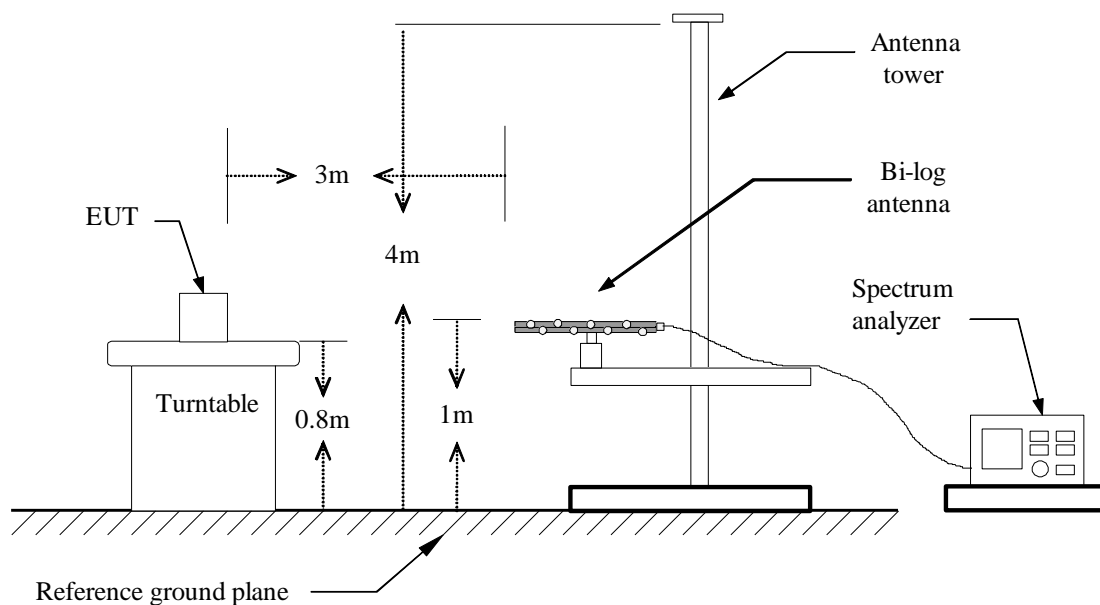 Antenna
tower
3m
Bi-log
antenna
EUT
4m
Spectrum
analyzer
Turntable
0.8m
1m
Reference ground plane